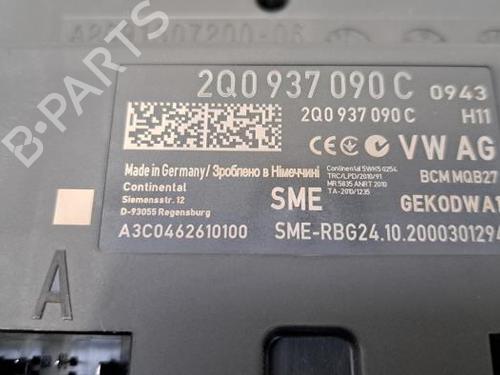 B-PARTS
2Q0 937 090 C 0943
2Q0 937 090 C H11
VW AG
Made in Germany/ Зроблено в Німеччині
Continental
Siemensstr. 12
D-93055 Regensburg
Continental 5WK50254
TRC/LPD/2010/91
MR 5835 ANRT 2010
TA-2010/1235
BCM MQB27
SME
GEKODWA1
A3C0462610100
SME-RBG24.10.2000301294
A